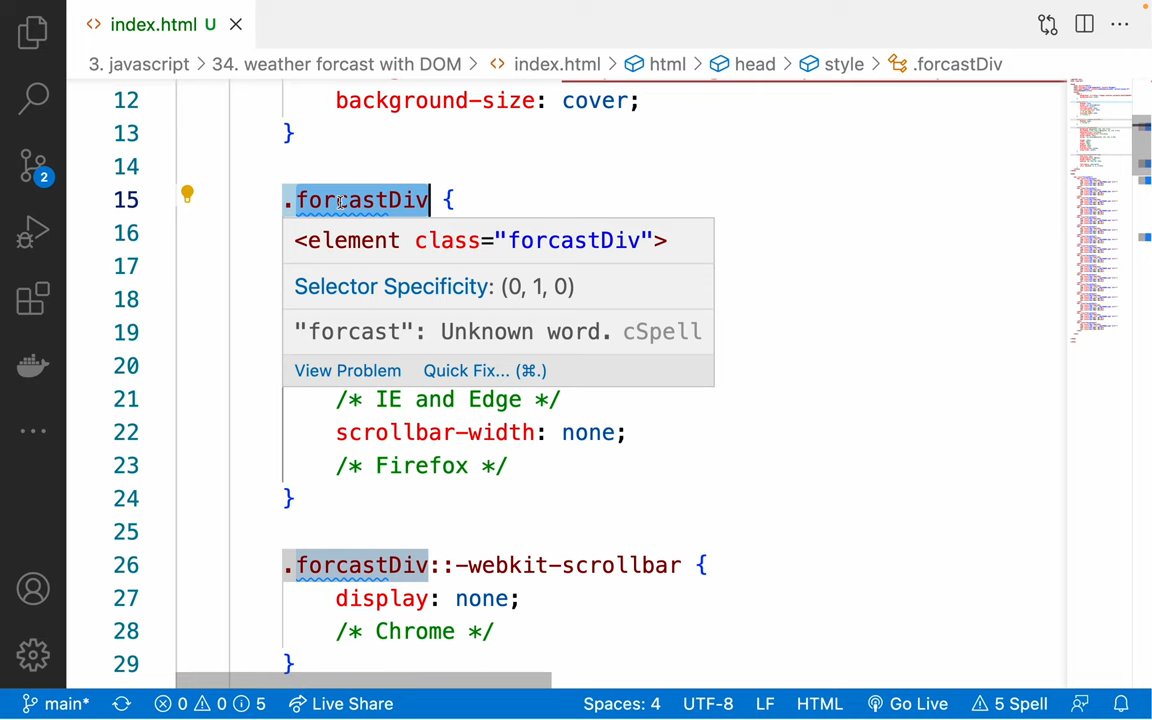 index.html U
3. javascript > 34. weather forcast with DOM > index.html > html > head > style > .forcastDiv
12 background-size: cover;
13 }
14
15 .forcastDiv {
16
<element class="forcastDiv">
17
Selector Specificity: (0, 1, 0)
18
19 "forcast": Unknown word. cSpell
20 View Problem Quick Fix... (⌘.)
21 /* IE and Edge */
22 scrollbar-width: none;
23 /* Firefox */
24 }
25
26 .forcastDiv::-webkit-scrollbar {
27 display: none;
28 /* Chrome */
29 }
2
main* 0 0 5 Live Share Spaces: 4 UTF-8 LF HTML Go Live 5 Spell